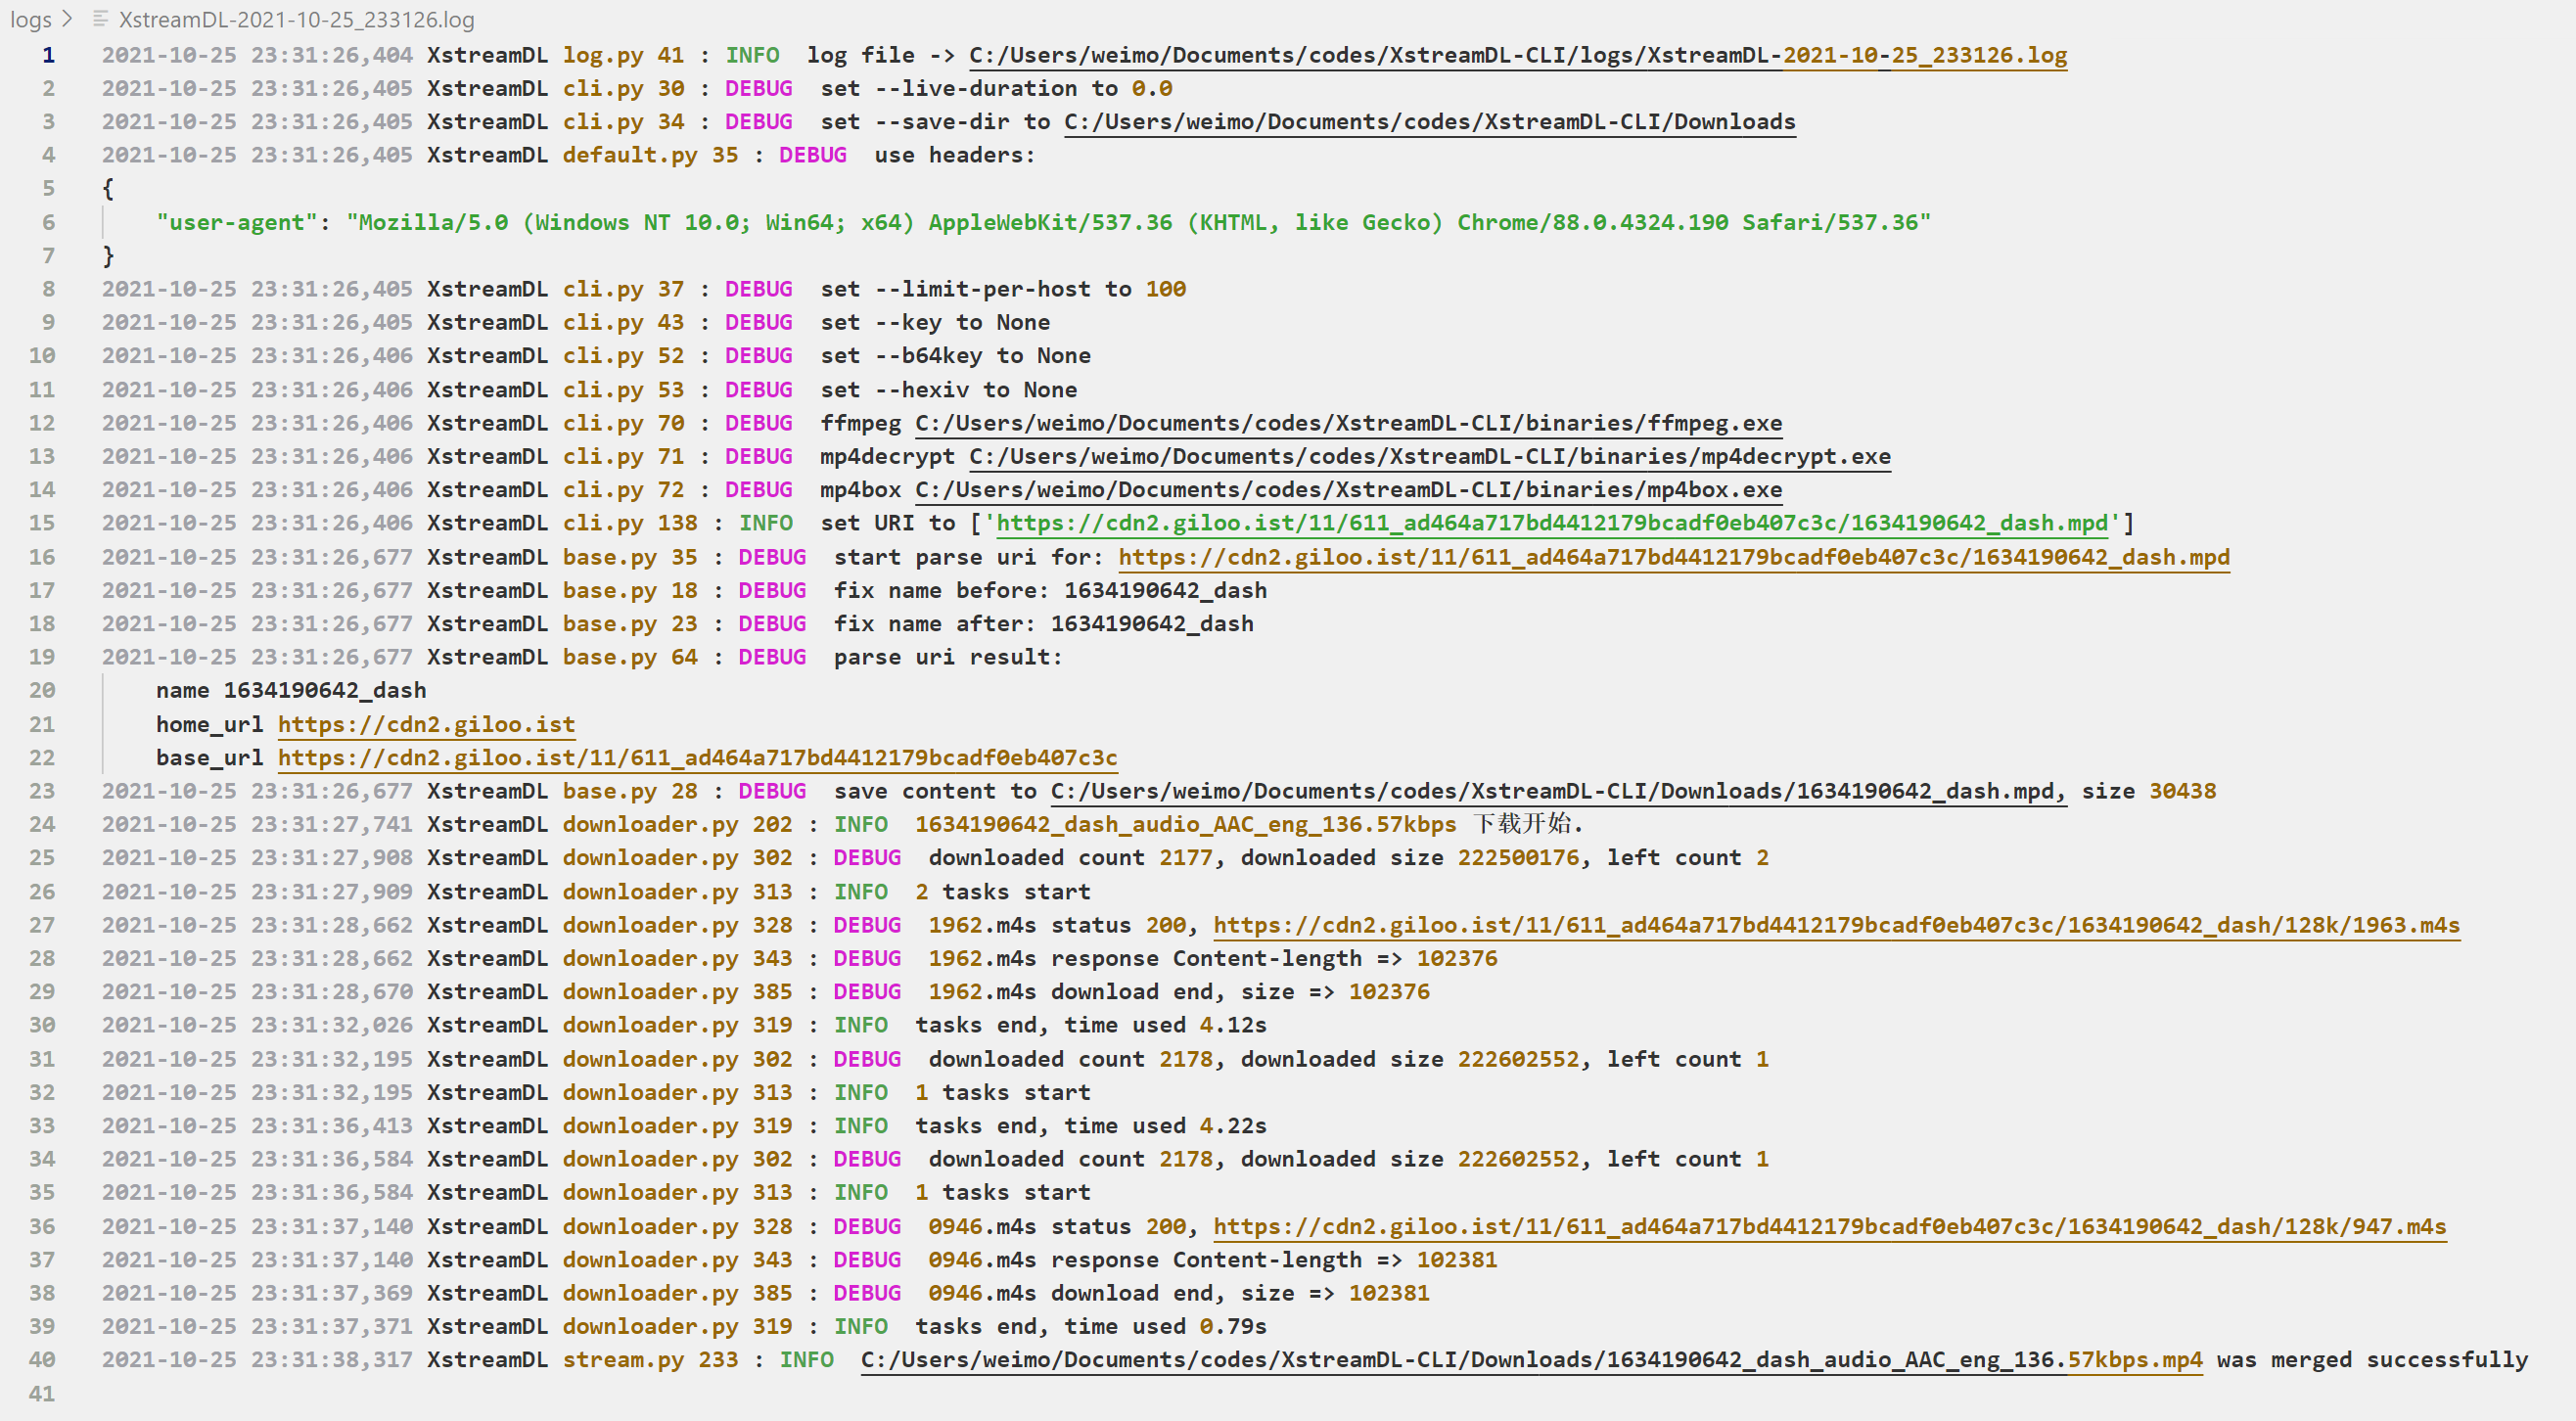 logs > XstreamDL-2021-10-25_233126.log
1 2021-10-25 23:31:26,404 XstreamDL log.py 41 : INFO log file -> C:/Users/weimo/Documents/codes/XstreamDL-CLI/logs/XstreamDL-2021-10-25_233126.log
2 2021-10-25 23:31:26,405 XstreamDL cli.py 30 : DEBUG set --live-duration to 0.0
3 2021-10-25 23:31:26,405 XstreamDL cli.py 34 : DEBUG set --save-dir to C:/Users/weimo/Documents/codes/XstreamDL-CLI/Downloads
4 2021-10-25 23:31:26,405 XstreamDL default.py 35 : DEBUG use headers:
5 {
6 "user-agent": "Mozilla/5.0 (Windows NT 10.0; Win64; x64) AppleWebKit/537.36 (KHTML, like Gecko) Chrome/88.0.4324.190 Safari/537.36"
7 }
8 2021-10-25 23:31:26,405 XstreamDL cli.py 37 : DEBUG set --limit-per-host to 100
9 2021-10-25 23:31:26,405 XstreamDL cli.py 43 : DEBUG set --key to None
10 2021-10-25 23:31:26,406 XstreamDL cli.py 52 : DEBUG set --b64key to None
11 2021-10-25 23:31:26,406 XstreamDL cli.py 53 : DEBUG set --hexiv to None
12 2021-10-25 23:31:26,406 XstreamDL cli.py 70 : DEBUG ffmpeg C:/Users/weimo/Documents/codes/XstreamDL-CLI/binaries/ffmpeg.exe
13 2021-10-25 23:31:26,406 XstreamDL cli.py 71 : DEBUG mp4decrypt C:/Users/weimo/Documents/codes/XstreamDL-CLI/binaries/mp4decrypt.exe
14 2021-10-25 23:31:26,406 XstreamDL cli.py 72 : DEBUG mp4box C:/Users/weimo/Documents/codes/XstreamDL-CLI/binaries/mp4box.exe
15 2021-10-25 23:31:26,406 XstreamDL cli.py 138 : INFO set URI to ['https://cdn2.giloo.ist/11/611_ad464a717bd4412179bcadf0eb407c3c/1634190642_dash.mpd']
16 2021-10-25 23:31:26,677 XstreamDL base.py 35 : DEBUG start parse uri for: https://cdn2.giloo.ist/11/611_ad464a717bd4412179bcadf0eb407c3c/1634190642_dash.mpd
17 2021-10-25 23:31:26,677 XstreamDL base.py 18 : DEBUG fix name before: 1634190642_dash
18 2021-10-25 23:31:26,677 XstreamDL base.py 23 : DEBUG fix name after: 1634190642_dash
19 2021-10-25 23:31:26,677 XstreamDL base.py 64 : DEBUG parse uri result:
20 name 1634190642_dash
21 home_url https://cdn2.giloo.ist
22 base_url https://cdn2.giloo.ist/11/611_ad464a717bd4412179bcadf0eb407c3c
23 2021-10-25 23:31:26,677 XstreamDL base.py 28 : DEBUG save content to C:/Users/weimo/Documents/codes/XstreamDL-CLI/Downloads/1634190642_dash.mpd, size 30438
24 2021-10-25 23:31:27,741 XstreamDL downloader.py 202 : INFO 1634190642_dash_audio_AAC_eng_136.57kbps 下载开始.
25 2021-10-25 23:31:27,908 XstreamDL downloader.py 302 : DEBUG downloaded count 2177, downloaded size 222500176, left count 2
26 2021-10-25 23:31:27,909 XstreamDL downloader.py 313 : INFO 2 tasks start
27 2021-10-25 23:31:28,662 XstreamDL downloader.py 328 : DEBUG 1962.m4s status 200, https://cdn2.giloo.ist/11/611_ad464a717bd4412179bcadf0eb407c3c/1634190642_dash/128k/1963.m4s
28 2021-10-25 23:31:28,662 XstreamDL downloader.py 343 : DEBUG 1962.m4s response Content-length => 102376
29 2021-10-25 23:31:28,670 XstreamDL downloader.py 385 : DEBUG 1962.m4s download end, size => 102376
30 2021-10-25 23:31:32,026 XstreamDL downloader.py 319 : INFO tasks end, time used 4.12s
31 2021-10-25 23:31:32,195 XstreamDL downloader.py 302 : DEBUG downloaded count 2178, downloaded size 222602552, left count 1
32 2021-10-25 23:31:32,195 XstreamDL downloader.py 313 : INFO 1 tasks start
33 2021-10-25 23:31:36,413 XstreamDL downloader.py 319 : INFO tasks end, time used 4.22s
34 2021-10-25 23:31:36,584 XstreamDL downloader.py 302 : DEBUG downloaded count 2178, downloaded size 222602552, left count 1
35 2021-10-25 23:31:36,584 XstreamDL downloader.py 313 : INFO 1 tasks start
36 2021-10-25 23:31:37,140 XstreamDL downloader.py 328 : DEBUG 0946.m4s status 200, https://cdn2.giloo.ist/11/611_ad464a717bd4412179bcadf0eb407c3c/1634190642_dash/128k/947.m4s
37 2021-10-25 23:31:37,140 XstreamDL downloader.py 343 : DEBUG 0946.m4s response Content-length => 102381
38 2021-10-25 23:31:37,369 XstreamDL downloader.py 385 : DEBUG 0946.m4s download end, size => 102381
39 2021-10-25 23:31:37,371 XstreamDL downloader.py 319 : INFO tasks end, time used 0.79s
40 2021-10-25 23:31:38,317 XstreamDL stream.py 233 : INFO C:/Users/weimo/Documents/codes/XstreamDL-CLI/Downloads/1634190642_dash_audio_AAC_eng_136.57kbps.mp4 was merged successfully
41